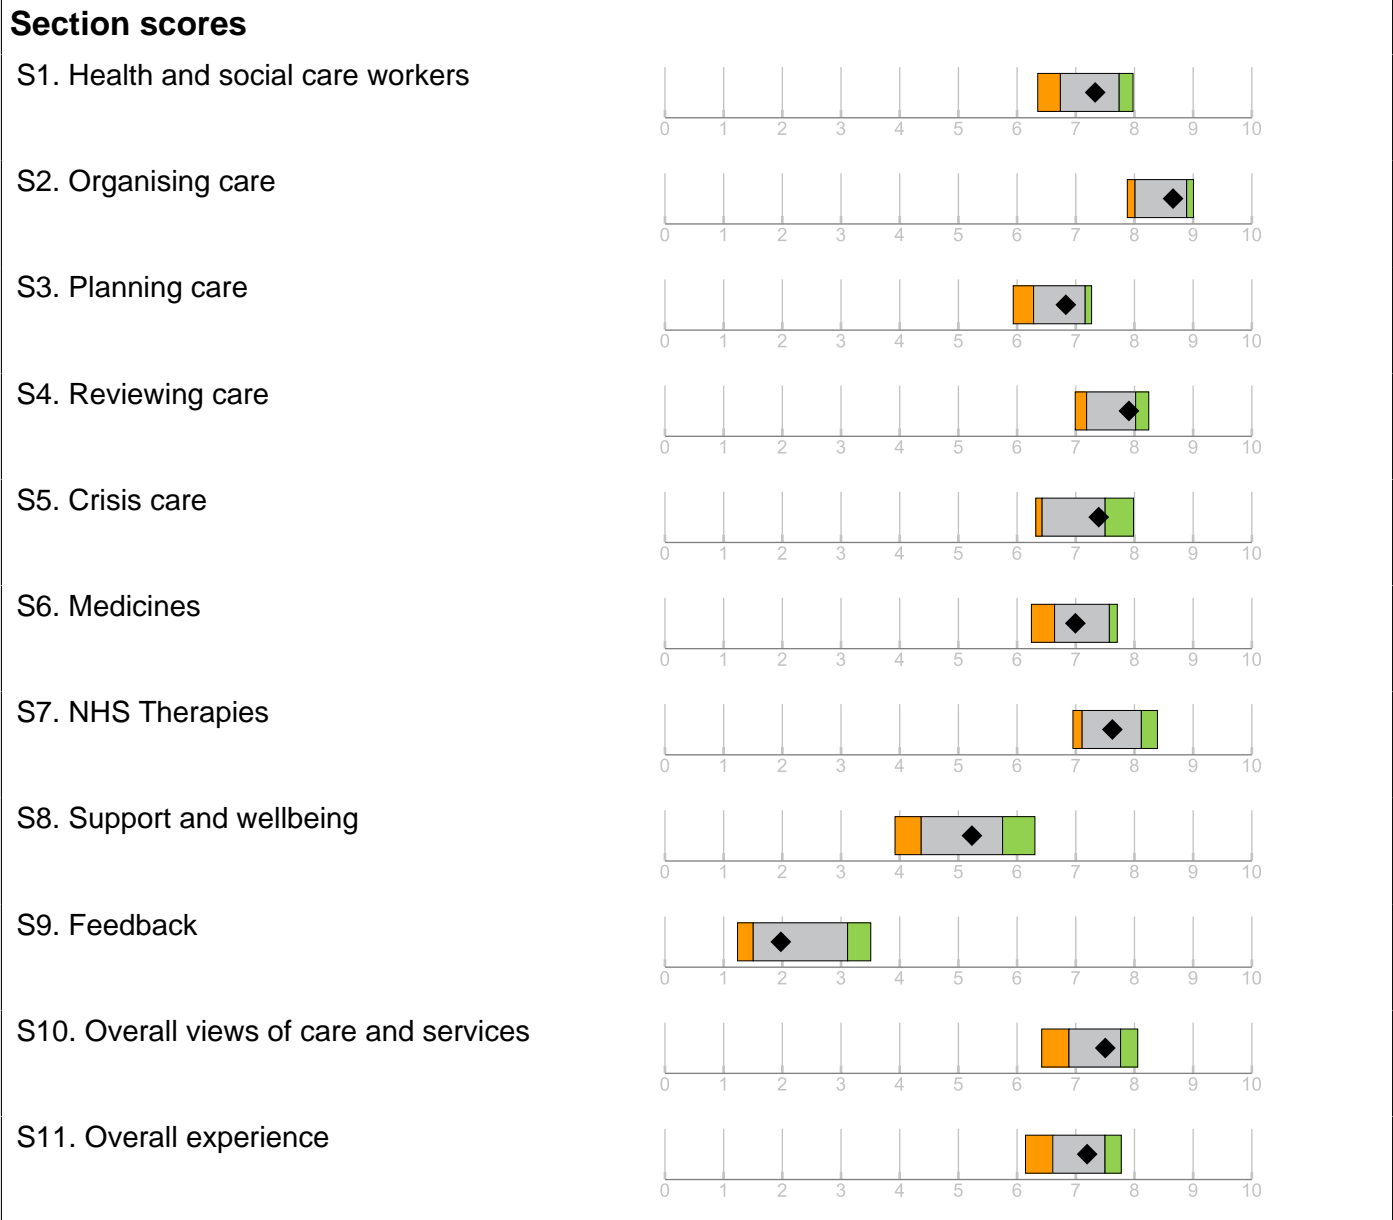 Section scores
S1. Health and social care workers
0 1 2 3 4 5 6 7 8 9 10
S2. Organising care
0 1 2 3 4 5 6 7 8 9 10
S3. Planning care
0 1 2 3 4 5 6 7 8 9 10
S4. Reviewing care
0 1 2 3 4 5 6 7 8 9 10
S5. Crisis care
0 1 2 3 4 5 6 7 8 9 10
S6. Medicines
0 1 2 3 4 5 6 7 8 9 10
S7. NHS Therapies
0 1 2 3 4 5 6 7 8 9 10
S8. Support and wellbeing
0 1 2 3 4 5 6 7 8 9 10
S9. Feedback
0 1 2 3 4 5 6 7 8 9 10
S10. Overall views of care and services
0 1 2 3 4 5 6 7 8 9 10
S11. Overall experience
0 1 2 3 4 5 6 7 8 9 10